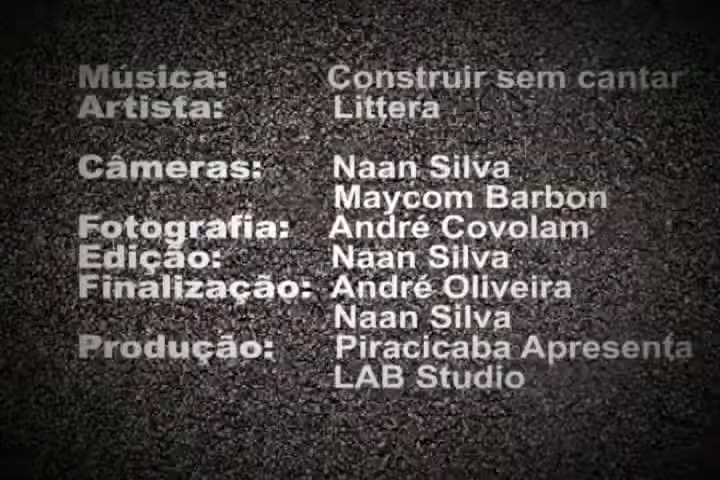 Música: Construir sem cantar
Artista: Littera
Câmeras: Naan Silva
Maycom Barbon
Fotografia: André Covolam
Edição: Naan Silva
Finalização: André Oliveira
Naan Silva
Produção: Piracicaba Apresenta
LAB Studio